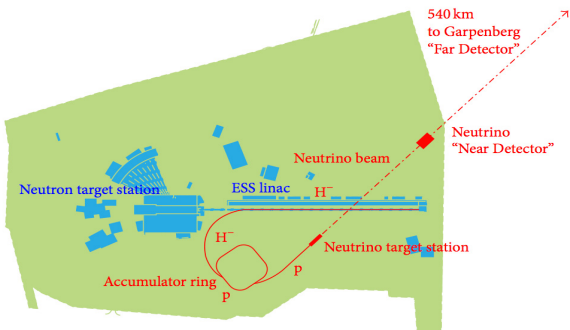 540 km
to Garpenberg
“Far Detector”
Neutrino
“Near Detector”
Neutrino beam
Neutron target station
ESS linac
H⁻
H⁻
Neutrino target station
Accumulator ring
p
p